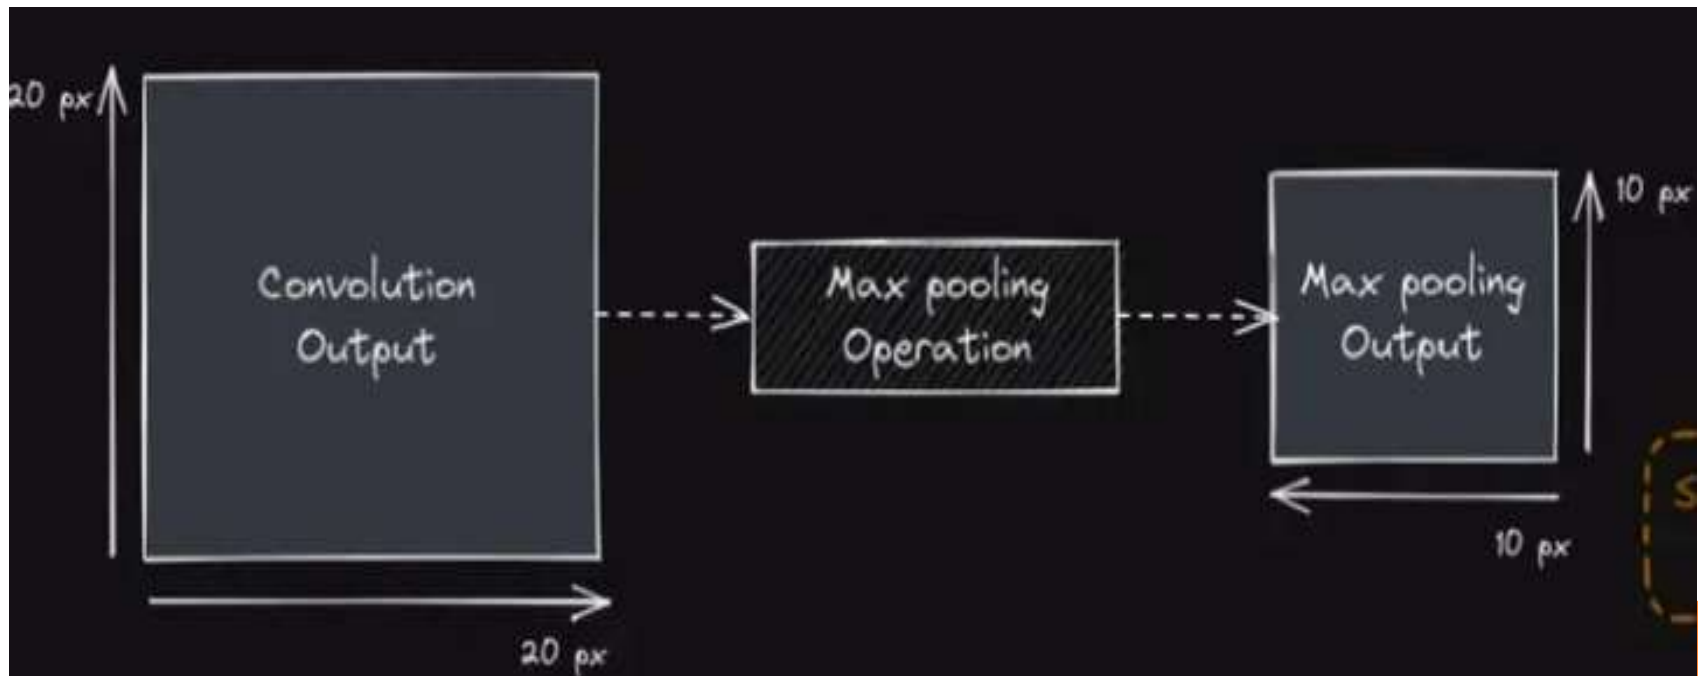 20 px
Convolution
Output
20 px
Max pooling
Operation
Max pooling
Output
10 px
10 px